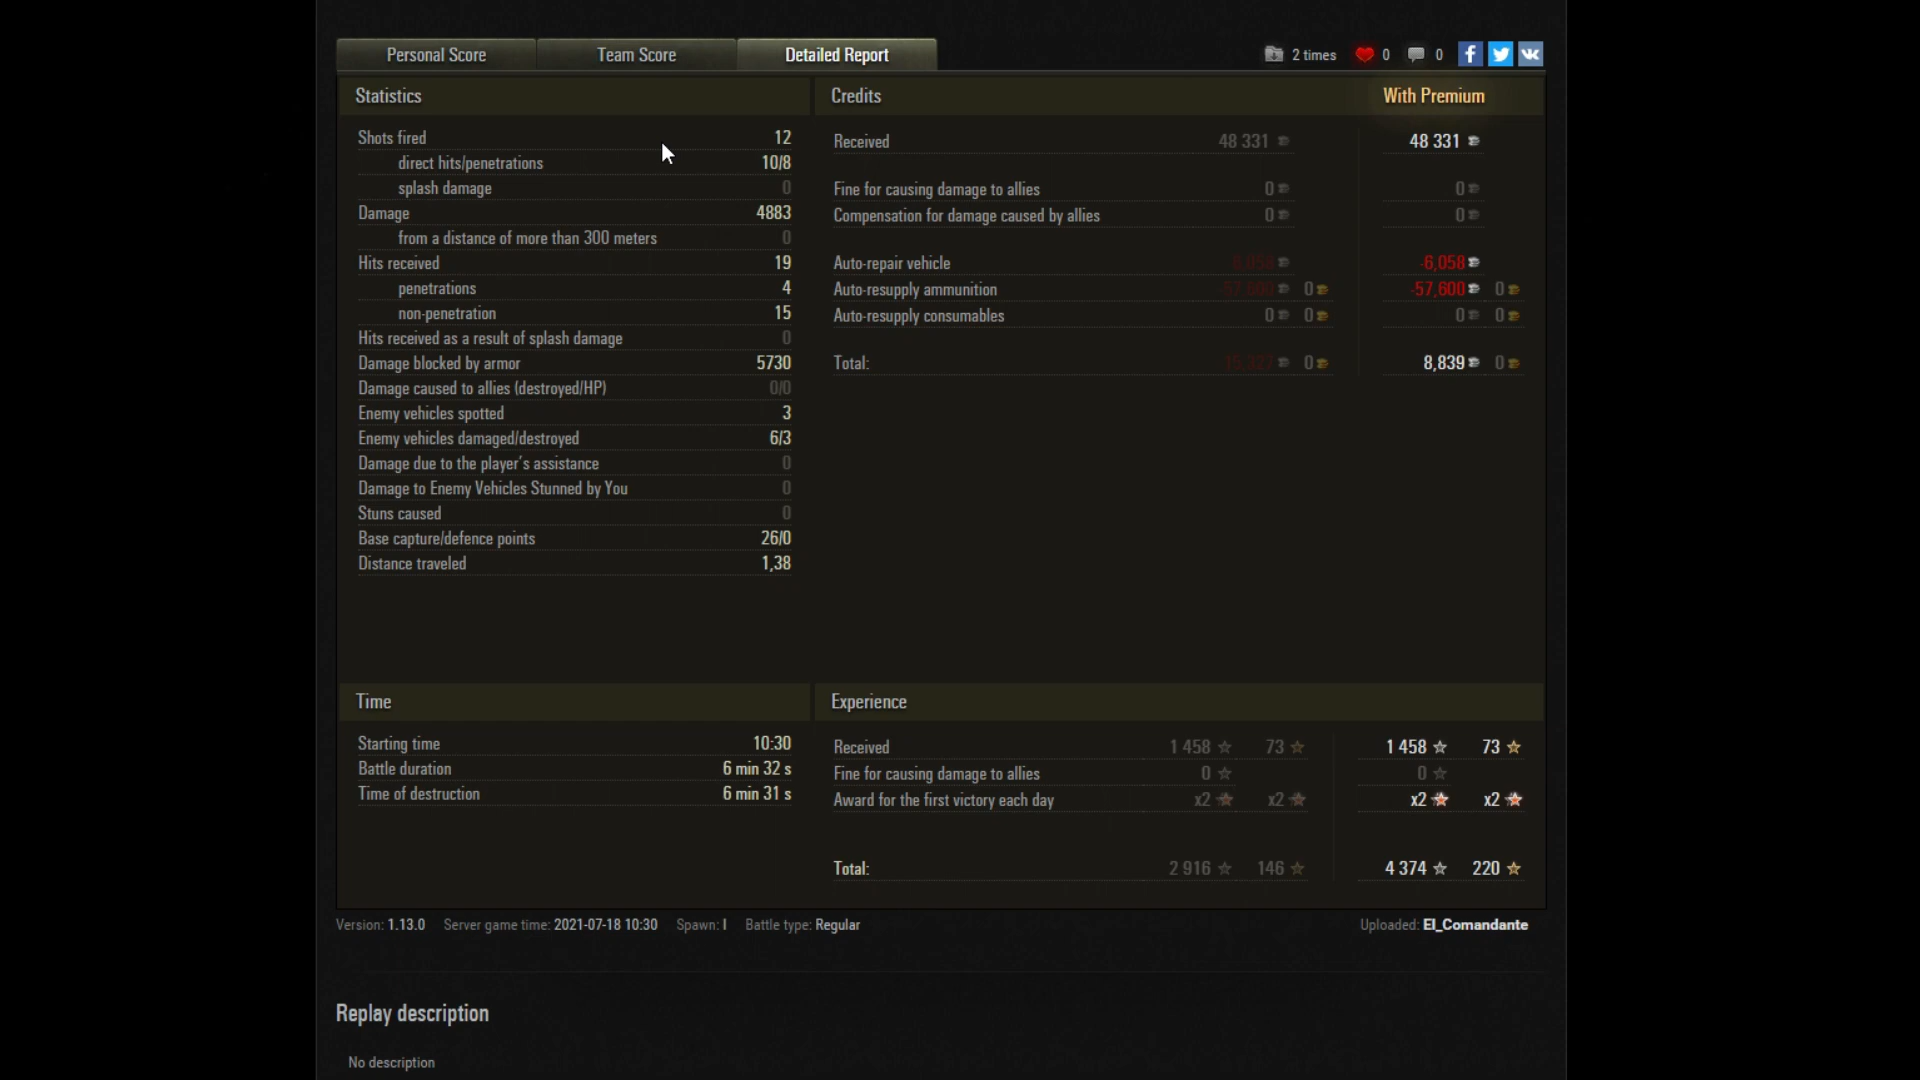 Personal Score Team Score Detailed Report 2 times 0 0
Statistics
Shots fired 12
direct hits/penetrations 10/8
splash damage 0
Damage 4883
from a distance of more than 300 meters 0
Hits received 19
penetrations 4
non-penetration 15
Hits received as a result of splash damage 0
Damage blocked by armor 5730
Damage caused to allies (destroyed/HP) 0/0
Enemy vehicles spotted 3
Enemy vehicles damaged/destroyed 6/3
Damage due to the player's assistance 0
Damage to Enemy Vehicles Stunned by You 0
Stuns caused 0
Base capture/defence points 26/0
Distance traveled 1,38
Credits With Premium
Received 48 331 48 331
Fine for causing damage to allies 0 0
Compensation for damage caused by allies 0 0
Auto-repair vehicle -6,058
Auto-resupply ammunition -57,600 0 -57,600 0
Auto-resupply consumables 0 0 0 0
Total: -15,327 0 8,839 0
Time
Starting time 10:30
Battle duration 6 min 32 s
Time of destruction 6 min 31 s
Experience
Received 1 458 73 1 458 73
Fine for causing damage to allies 0 0
Award for the first victory each day x2 x2 x2 x2
Total: 2 916 146 4 374 220
Version: 1.13.0 Server game time: 2021-07-18 10:30 Spawn: I Battle type: Regular Uploaded: El_Comandante
Replay description
No description